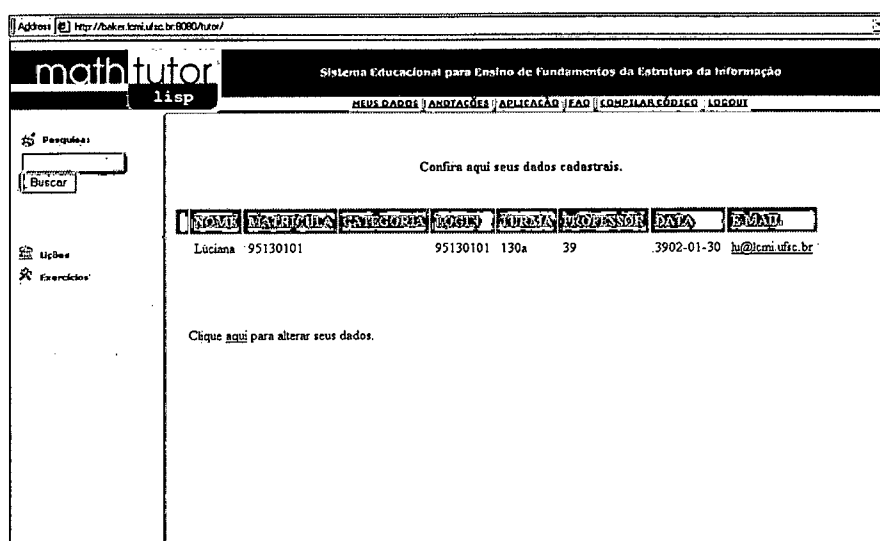 Address http://baker.lcmi.ufsc.br:8080/tutor/
mathtutor
lisp
Sistema Educacional para Ensino de Fundamentos da Estrutura da Informação
MEUS DADOS | ANOTAÇÕES | APLICAÇÃO | FAQ | COMPILAR CÓDIGO | LOGOUT
Pesquisa:
Buscar
Lições
Exercícios
Confira aqui seus dados cadastrais.
NOME MATRICULA CATEGORIA LOGIN TURMA PROFESSOR DATA E.MAIL
Luciana 95130101 95130101 130a 39 3902-01-30 lu@lcmi.ufsc.br
Clique aqui para alterar seus dados.